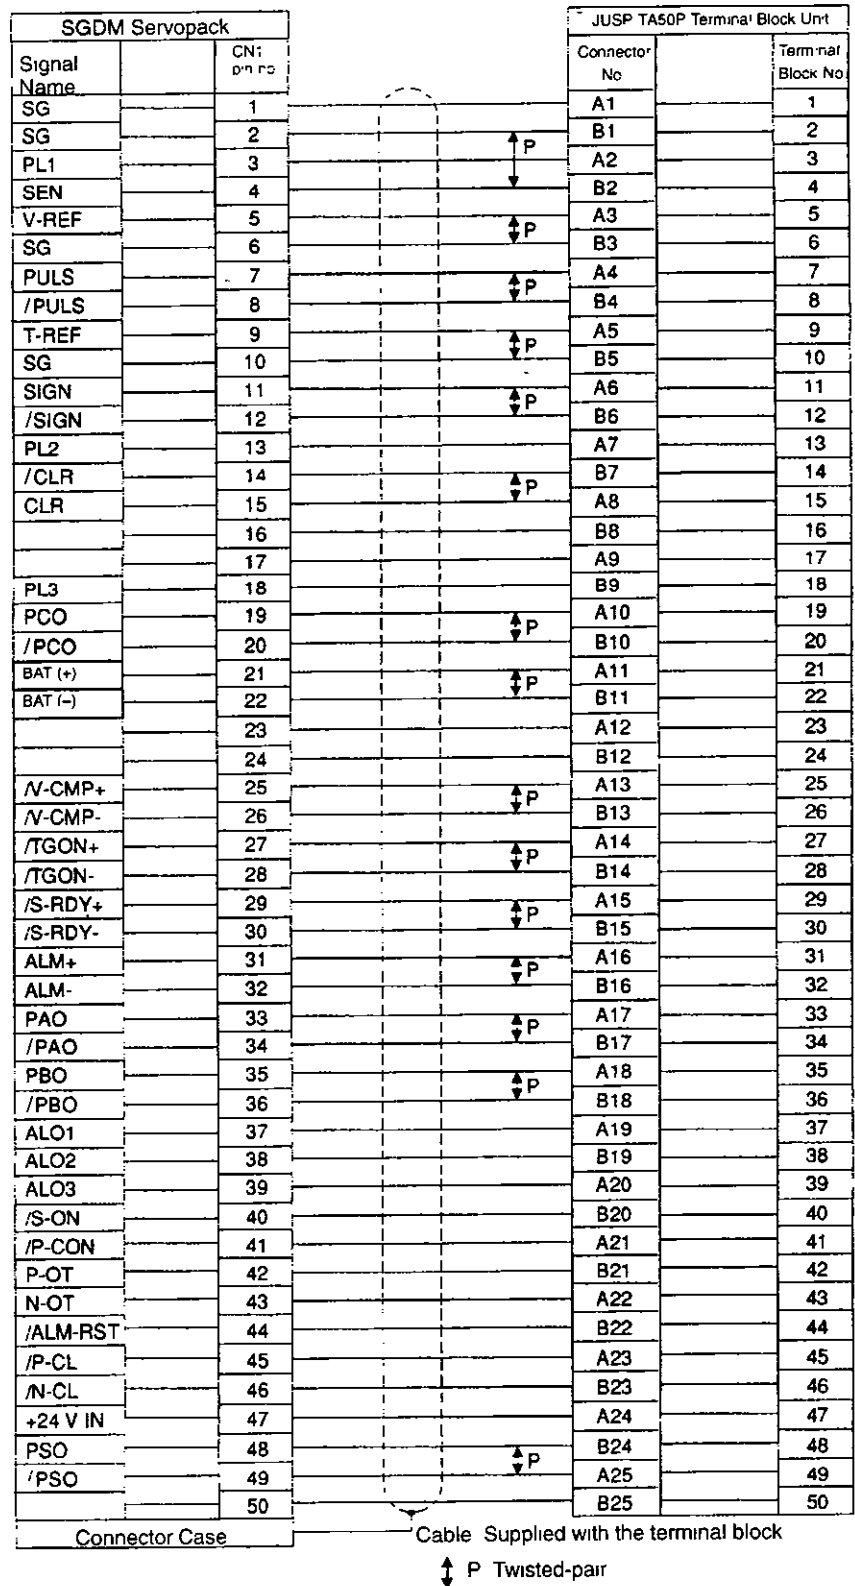 SGDM Servopack JUSP TA50P Terminal Block Unit
Signal Name CN1 pin no Connector No Terminal Block No
SG 1 A1 1
SG 2 B1 2
P
PL1 3 A2 3
SEN 4 B2 4
V-REF 5 A3 5
P
SG 6 B3 6
PULS 7 A4 7
P
/PULS 8 B4 8
T-REF 9 A5 9
P
SG 10 B5 10
SIGN 11 A6 11
P
/SIGN 12 B6 12
PL2 13 A7 13
/CLR 14 B7 14
P
CLR 15 A8 15
16 B8 16
17 A9 17
PL3 18 B9 18
PCO 19 A10 19
P
/PCO 20 B10 20
BAT (+) 21 A11 21
P
BAT (–) 22 B11 22
23 A12 23
24 B12 24
/V-CMP+ 25 A13 25
P
/V-CMP- 26 B13 26
/TGON+ 27 A14 27
P
/TGON- 28 B14 28
/S-RDY+ 29 A15 29
P
/S-RDY- 30 B15 30
ALM+ 31 A16 31
P
ALM- 32 B16 32
PAO 33 A17 33
P
/PAO 34 B17 34
PBO 35 A18 35
P
/PBO 36 B18 36
ALO1 37 A19 37
ALO2 38 B19 38
ALO3 39 A20 39
/S-ON 40 B20 40
/P-CON 41 A21 41
P-OT 42 B21 42
N-OT 43 A22 43
/ALM-RST 44 B22 44
/P-CL 45 A23 45
/N-CL 46 B23 46
+24 V IN 47 A24 47
PSO 48 B24 48
P
/PSO 49 A25 49
50 B25 50
Connector Case Cable Supplied with the terminal block
P Twisted-pair